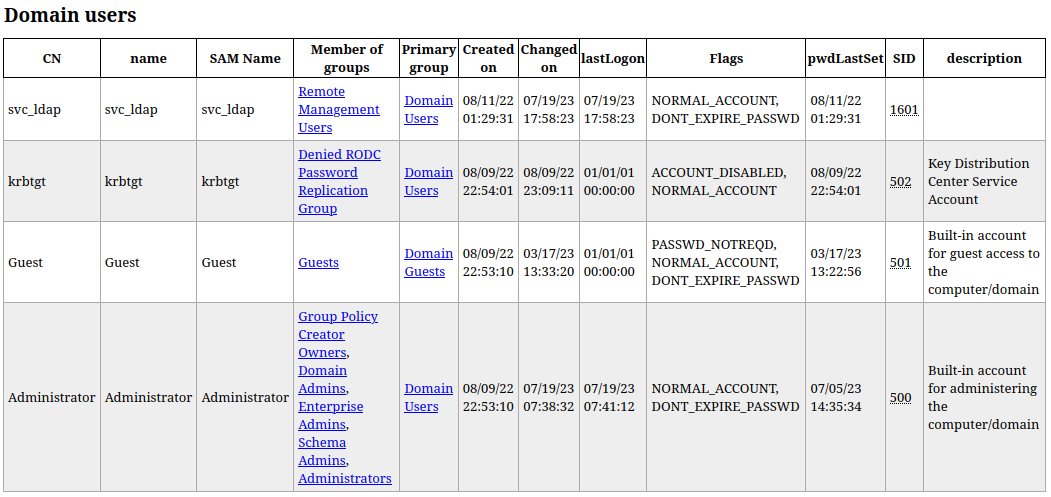 Domain users
CN name SAM Name Member of groups Primary group Created on Changed on lastLogon Flags pwdLastSet SID description
svc_ldap svc_ldap svc_ldap Remote Management Users Domain Users 08/11/22 01:29:31 07/19/23 17:58:23 07/19/23 17:58:23 NORMAL_ACCOUNT, DONT_EXPIRE_PASSWD 08/11/22 01:29:31 1601
krbtgt krbtgt krbtgt Denied RODC Password Replication Group Domain Users 08/09/22 22:54:01 08/09/22 23:09:11 01/01/01 00:00:00 ACCOUNT_DISABLED, NORMAL_ACCOUNT 08/09/22 22:54:01 502 Key Distribution Center Service Account
Guest Guest Guest Guests Domain Guests 08/09/22 22:53:10 03/17/23 13:33:20 01/01/01 00:00:00 PASSWD_NOTREQD, NORMAL_ACCOUNT, DONT_EXPIRE_PASSWD 03/17/23 13:22:56 501 Built-in account for guest access to the computer/domain
Administrator Administrator Administrator Group Policy Creator Owners, Domain Admins, Enterprise Admins, Schema Admins, Administrators Domain Users 08/09/22 22:53:10 07/19/23 07:38:32 07/19/23 07:41:12 NORMAL_ACCOUNT, DONT_EXPIRE_PASSWD 07/05/23 14:35:34 500 Built-in account for administering the computer/domain